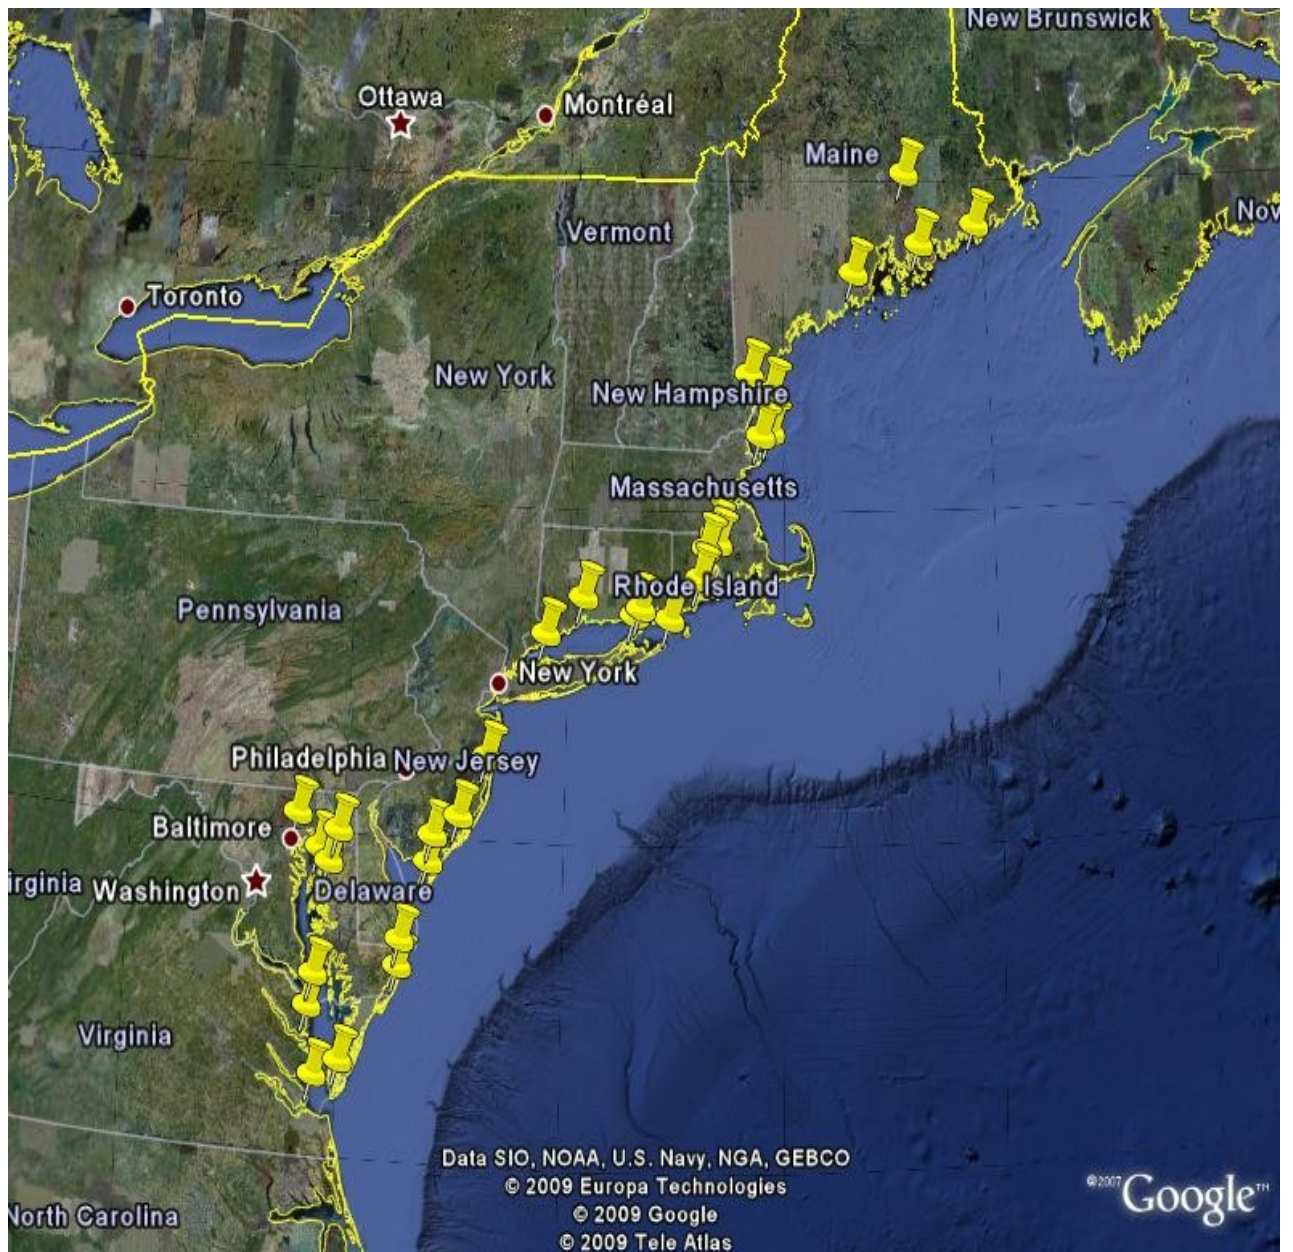 New Brunswick
Ottawa
Montréal
Maine
Nov
Vermont
Toronto
New York
New Hampshire
Massachusetts
Rhode Island
Pennsylvania
New York
Philadelphia
New Jersey
Baltimore
irginia
Washington
Delaware
Virginia
Data SIO, NOAA, U.S. Navy, NGA, GEBCO
© 2009 Europa Technologies
© 2009 Google
© 2009 Tele Atlas
©2007 Google™
North Carolina